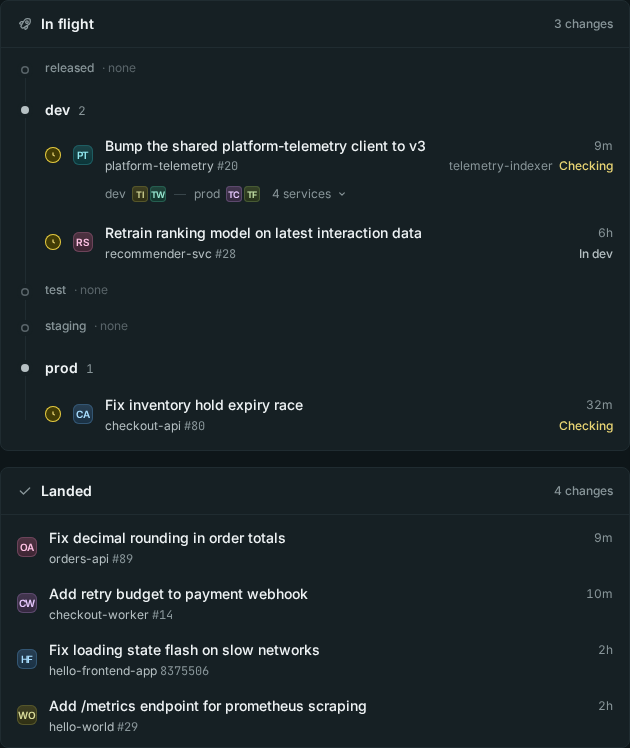 In flight 3 changes
released · none
dev 2
PT Bump the shared platform-telemetry client to v3 9m
platform-telemetry #20 telemetry-indexer Checking
dev TI TW — prod TC TF 4 services
RS Retrain ranking model on latest interaction data 6h
recommender-svc #28 In dev
test · none
staging · none
prod 1
CA Fix inventory hold expiry race 32m
checkout-api #80 Checking
Landed 4 changes
OA Fix decimal rounding in order totals 9m
orders-api #89
CW Add retry budget to payment webhook 10m
checkout-worker #14
HF Fix loading state flash on slow networks 2h
hello-frontend-app 8375506
WO Add /metrics endpoint for prometheus scraping 2h
hello-world #29